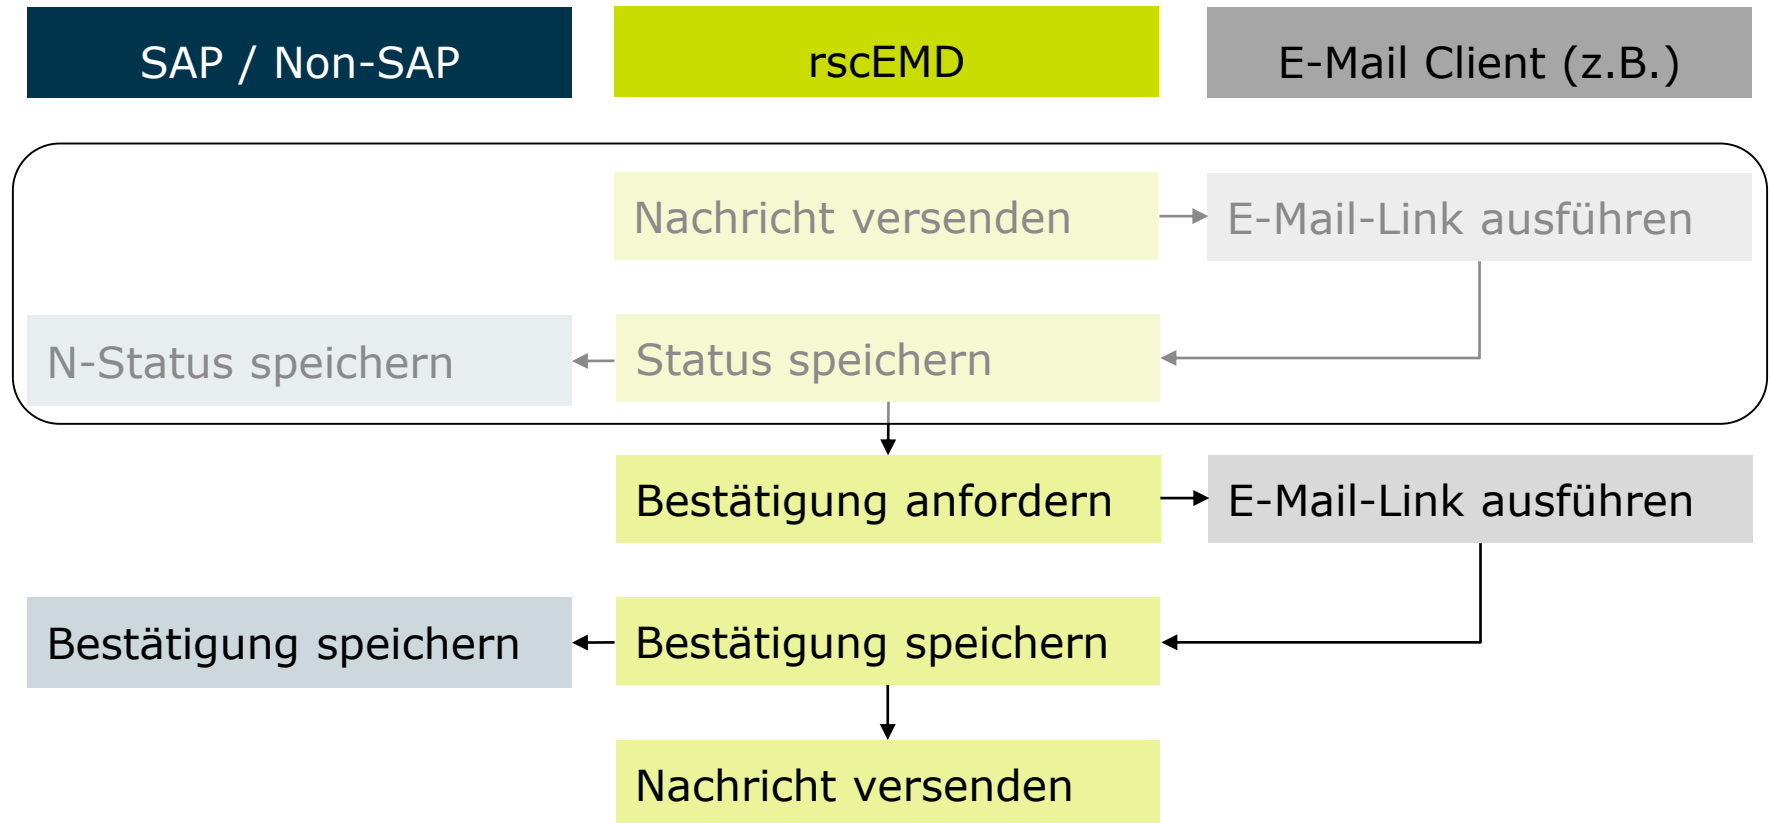 SAP / Non-SAP
rscEMD
E-Mail Client (z.B.)
Nachricht versenden
E-Mail-Link ausführen
N-Status speichern
Status speichern
Bestätigung anfordern
E-Mail-Link ausführen
Bestätigung speichern
Bestätigung speichern
Nachricht versenden